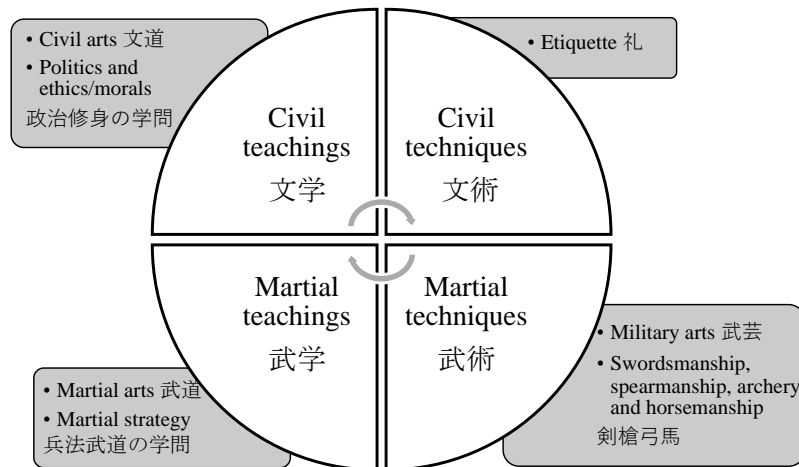 • Civil arts 文道
• Politics and
ethics/morals
政治修身の学問
• Etiquette 礼
Civil
teachings
文学
Civil
techniques
文術
Martial
teachings
武学
Martial
techniques
武術
• Martial arts 武道
• Martial strategy
兵法武道の学問
• Military arts 武芸
• Swordsmanship,
spearmanship, archery
and horsemanship
剣槍弓馬